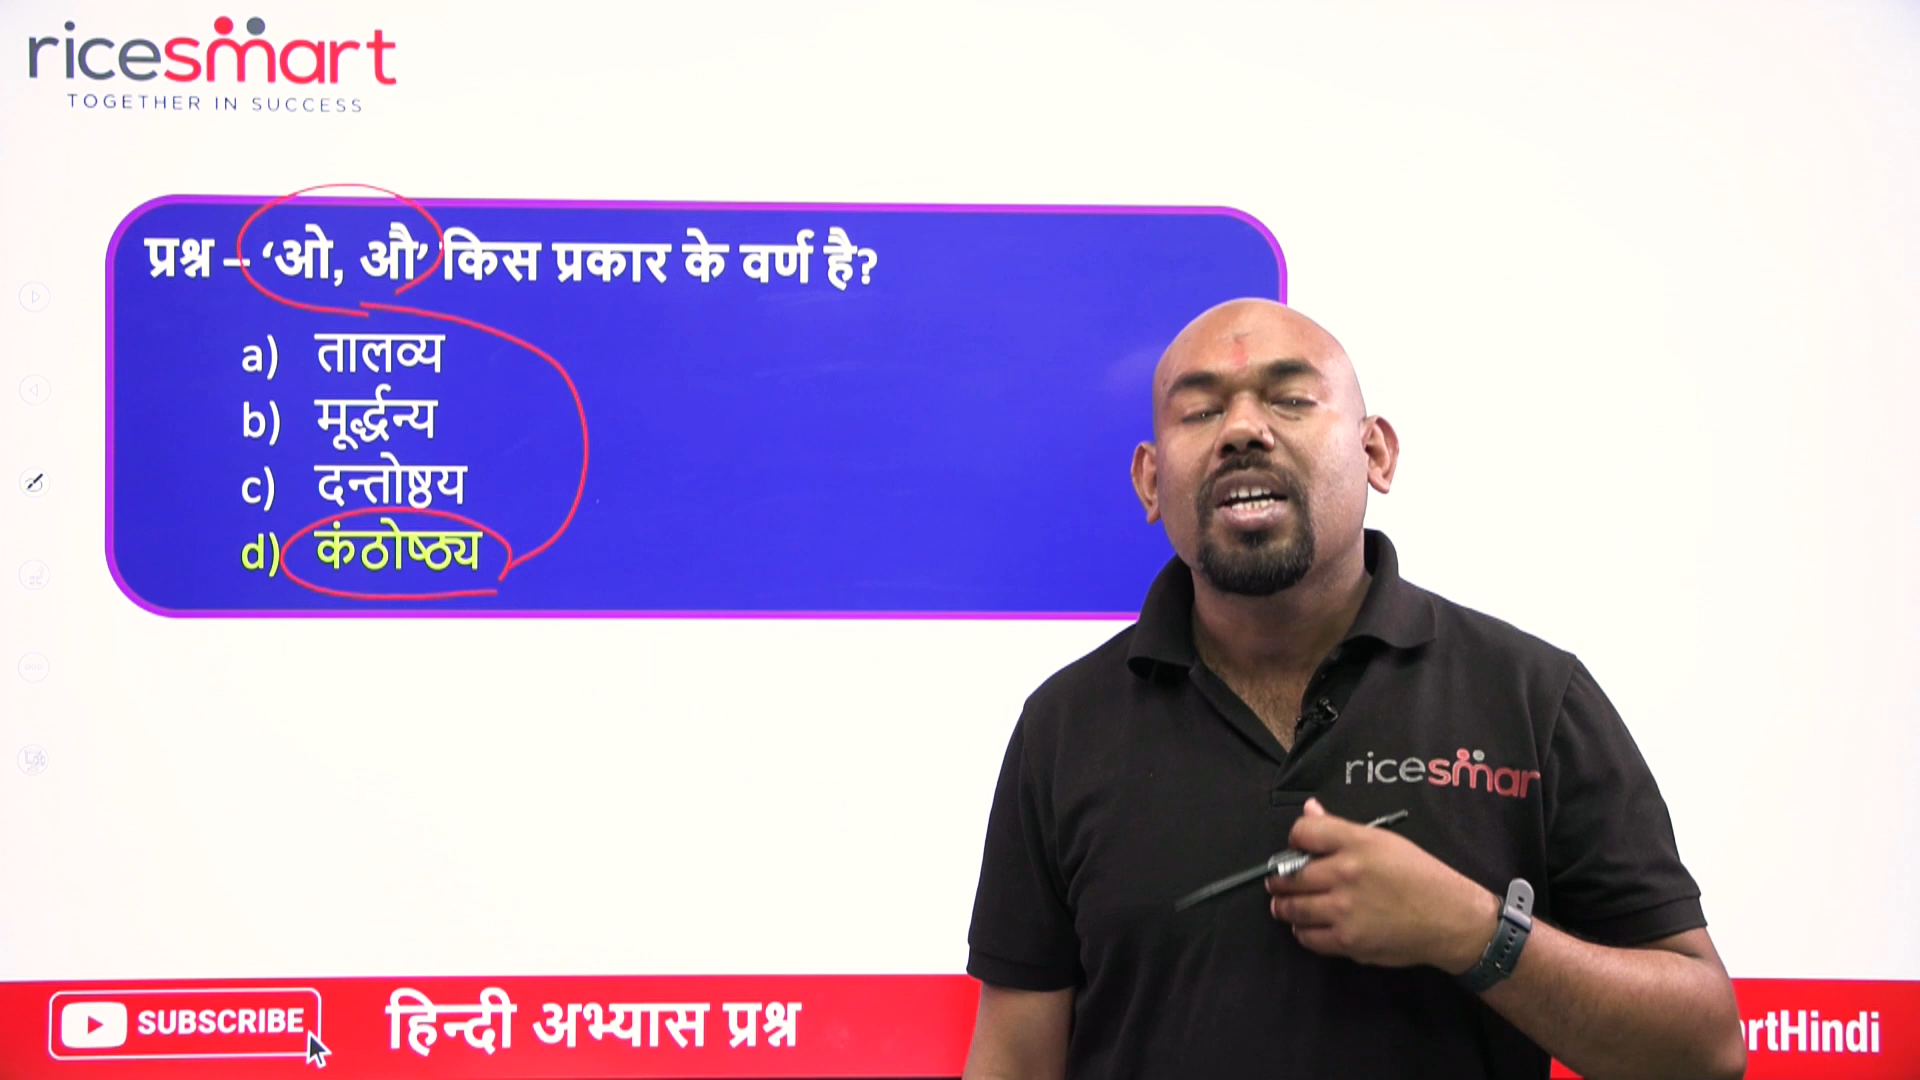 ricesmart
TOGETHER IN SUCCESS
प्रश्न – ‘ओ, औ’ किस प्रकार के वर्ण है?
a) तालव्य
b) मूर्द्धन्य
c) दन्तोष्ठय
d) कंठोष्ठ्य
ricesmar
SUBSCRIBE
हिन्दी अभ्यास प्रश्न
rtHindi